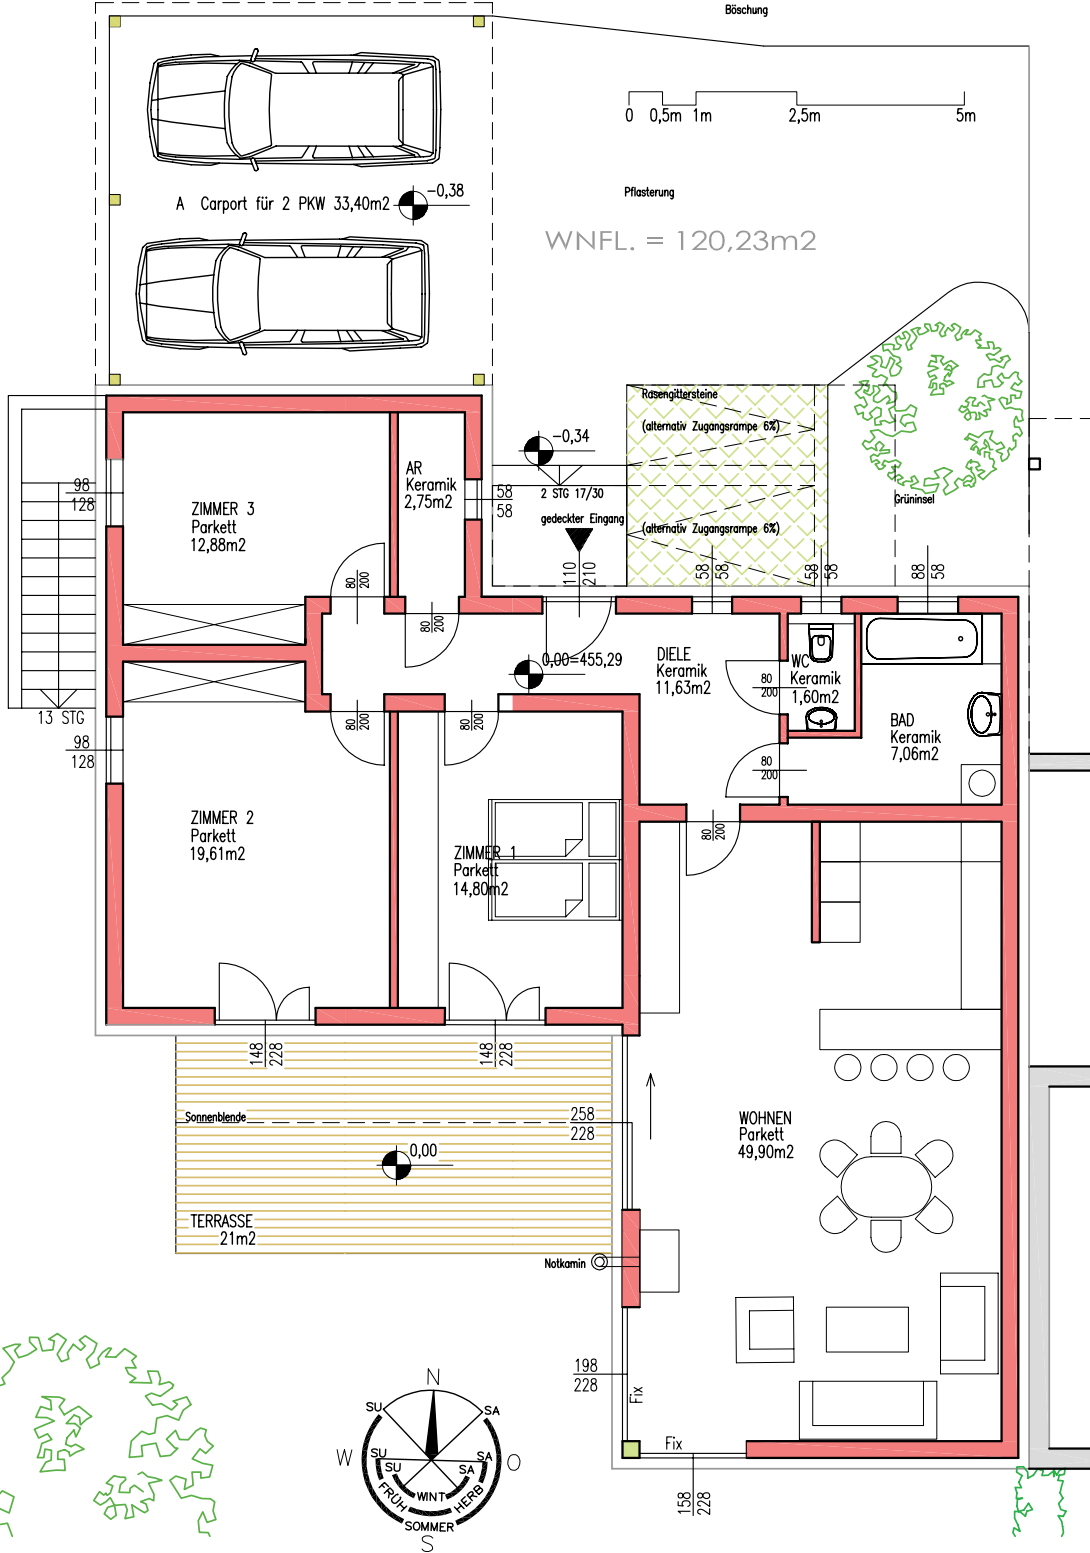 Böschung
0 0,5m 1m 2,5m 5m
Pflasterung
A Carport für 2 PKW 33,40m2
-0,38
WNFL. = 120,23m2
Rasengittersteine
(alternativ Zugangsrampe 6%)
-0,34
2 STG 17/30
gedeckter Eingang
(alternativ Zugangsrampe 6%)
Grüninsel
AR
Keramik
2,75m2
58
58
98
128
ZIMMER 3
Parkett
12,88m2
110
210
58
58
58
58
88
58
80
200
80
200
0,00=455,29
DIELE
Keramik
11,63m2
WC
Keramik
1,60m2
80
200
BAD
Keramik
7,06m2
80
200
13 STG
98
128
80
200
80
200
80
200
ZIMMER 2
Parkett
19,61m2
ZIMMER 1
Parkett
14,80m2
148
228
148
228
Sonnenblende
258
228
0,00
TERRASSE
21m2
WOHNEN
Parkett
49,90m2
Notkamin
198
228
Fix
Fix
158
228
N
SU
SA
W
SU
SA
O
SU
SA
FRÜH
WINT
HERB
SOMMER
S